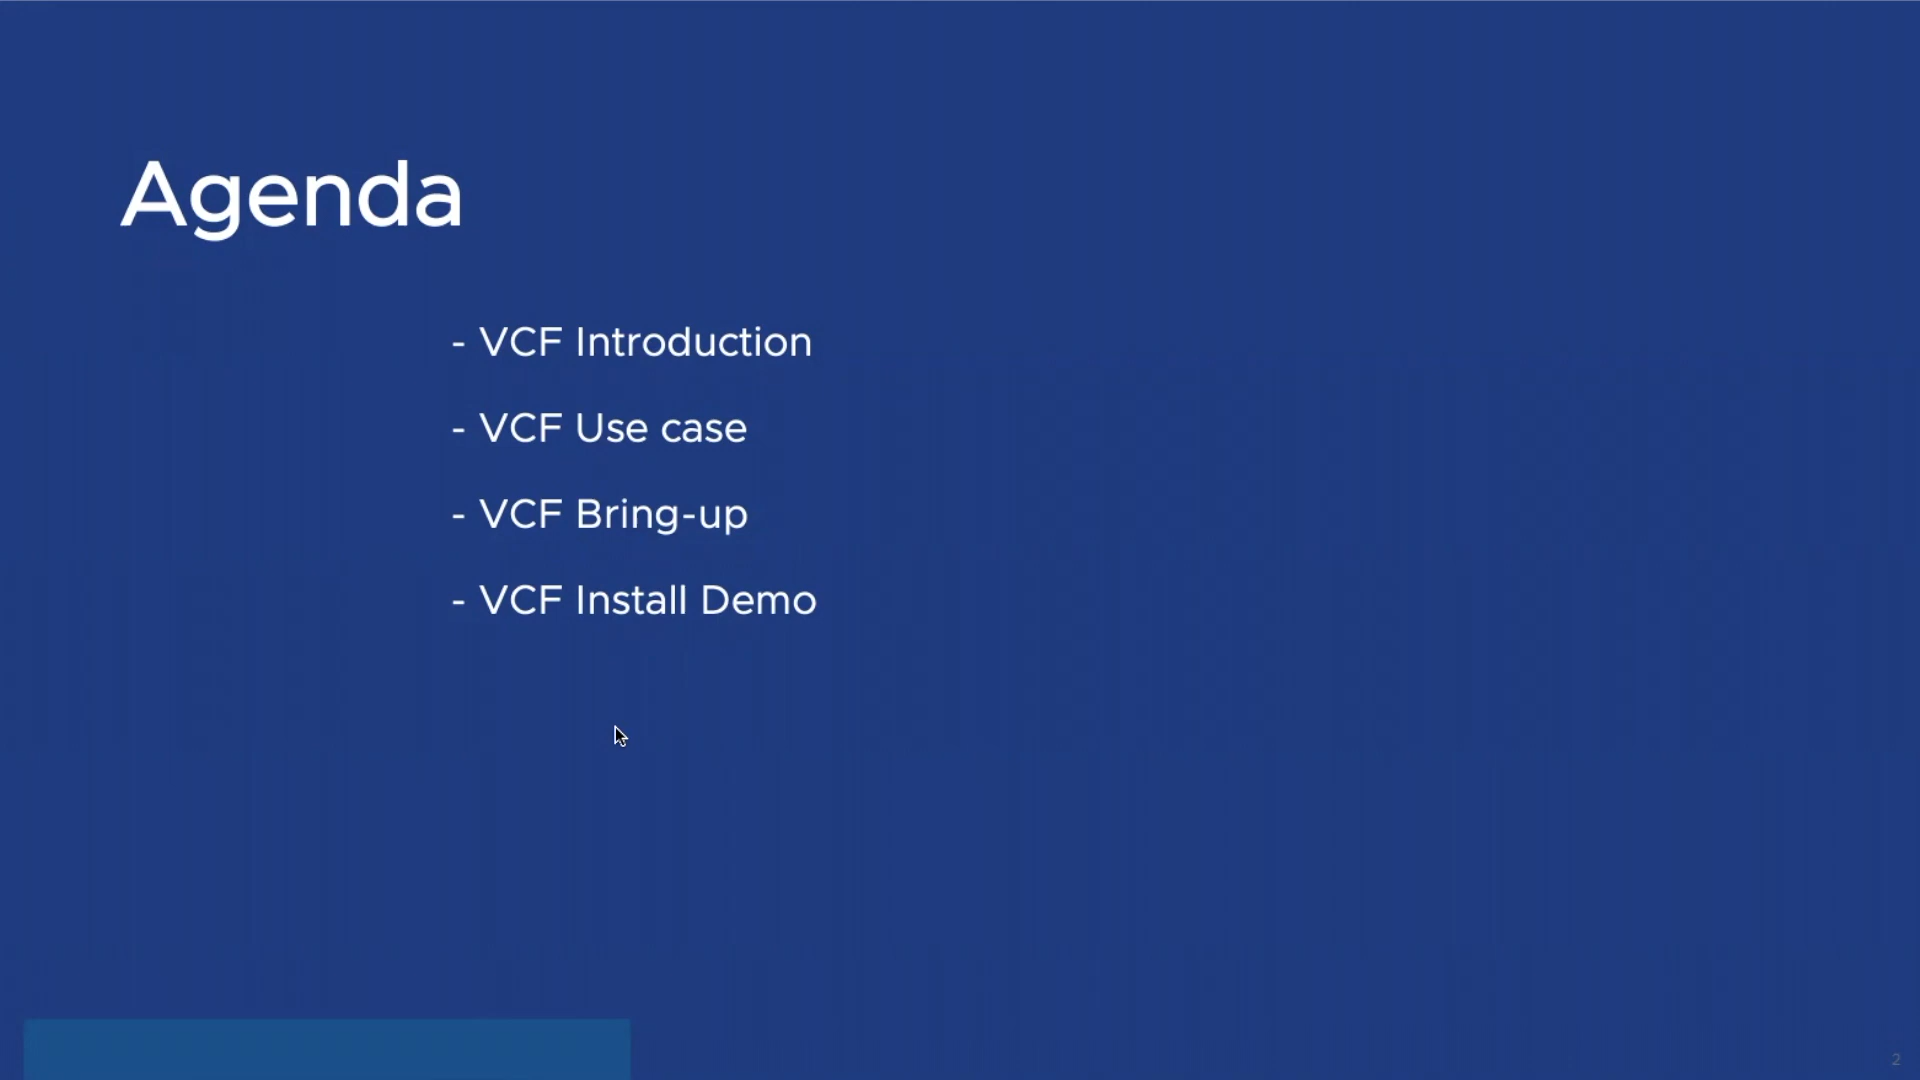 Agenda
- VCF Introduction
- VCF Use case
- VCF Bring-up
- VCF Install Demo
2